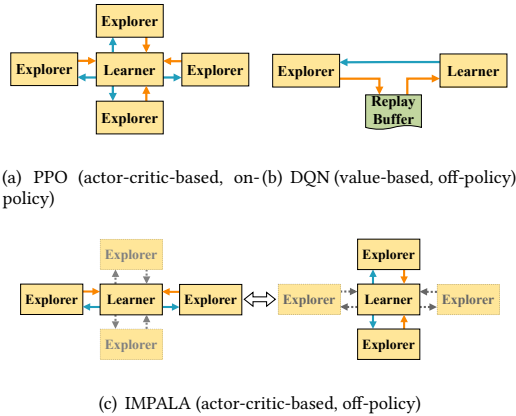 Explorer
Explorer Learner Explorer
Explorer
Explorer Learner
Replay
Buffer
(a) PPO (actor-critic-based, on-
policy)
(b) DQN (value-based, off-policy)
Explorer
Explorer Learner Explorer
Explorer
Explorer
Explorer Learner Explorer
Explorer
(c) IMPALA (actor-critic-based, off-policy)